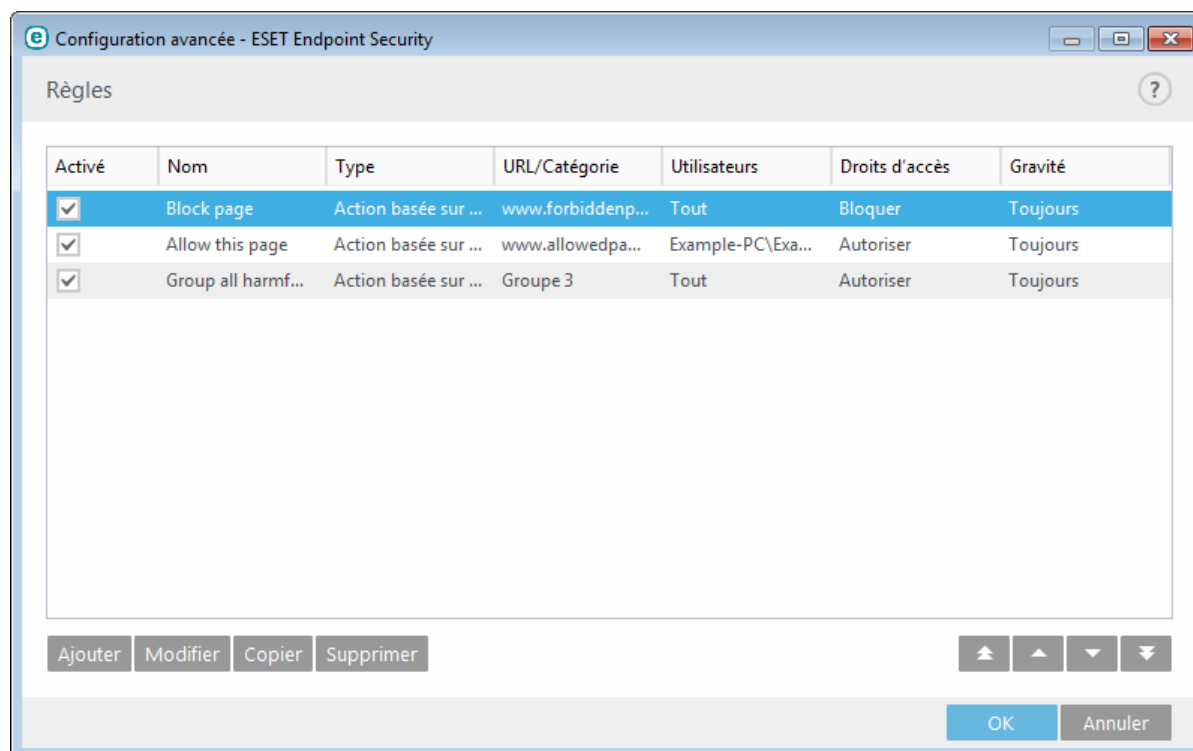 Configuration avancée - ESET Endpoint Security
Règles
?
Activé Nom Type URL/Catégorie Utilisateurs Droits d'accès Gravité
Block page Action basée sur ... www.forbiddenp... Tout Bloquer Toujours
Allow this page Action basée sur ... www.allowedpa... Example-PC\Exa... Autoriser Toujours
Group all harmf... Action basée sur ... Groupe 3 Tout Autoriser Toujours
Ajouter Modifier Copier Supprimer
OK Annuler